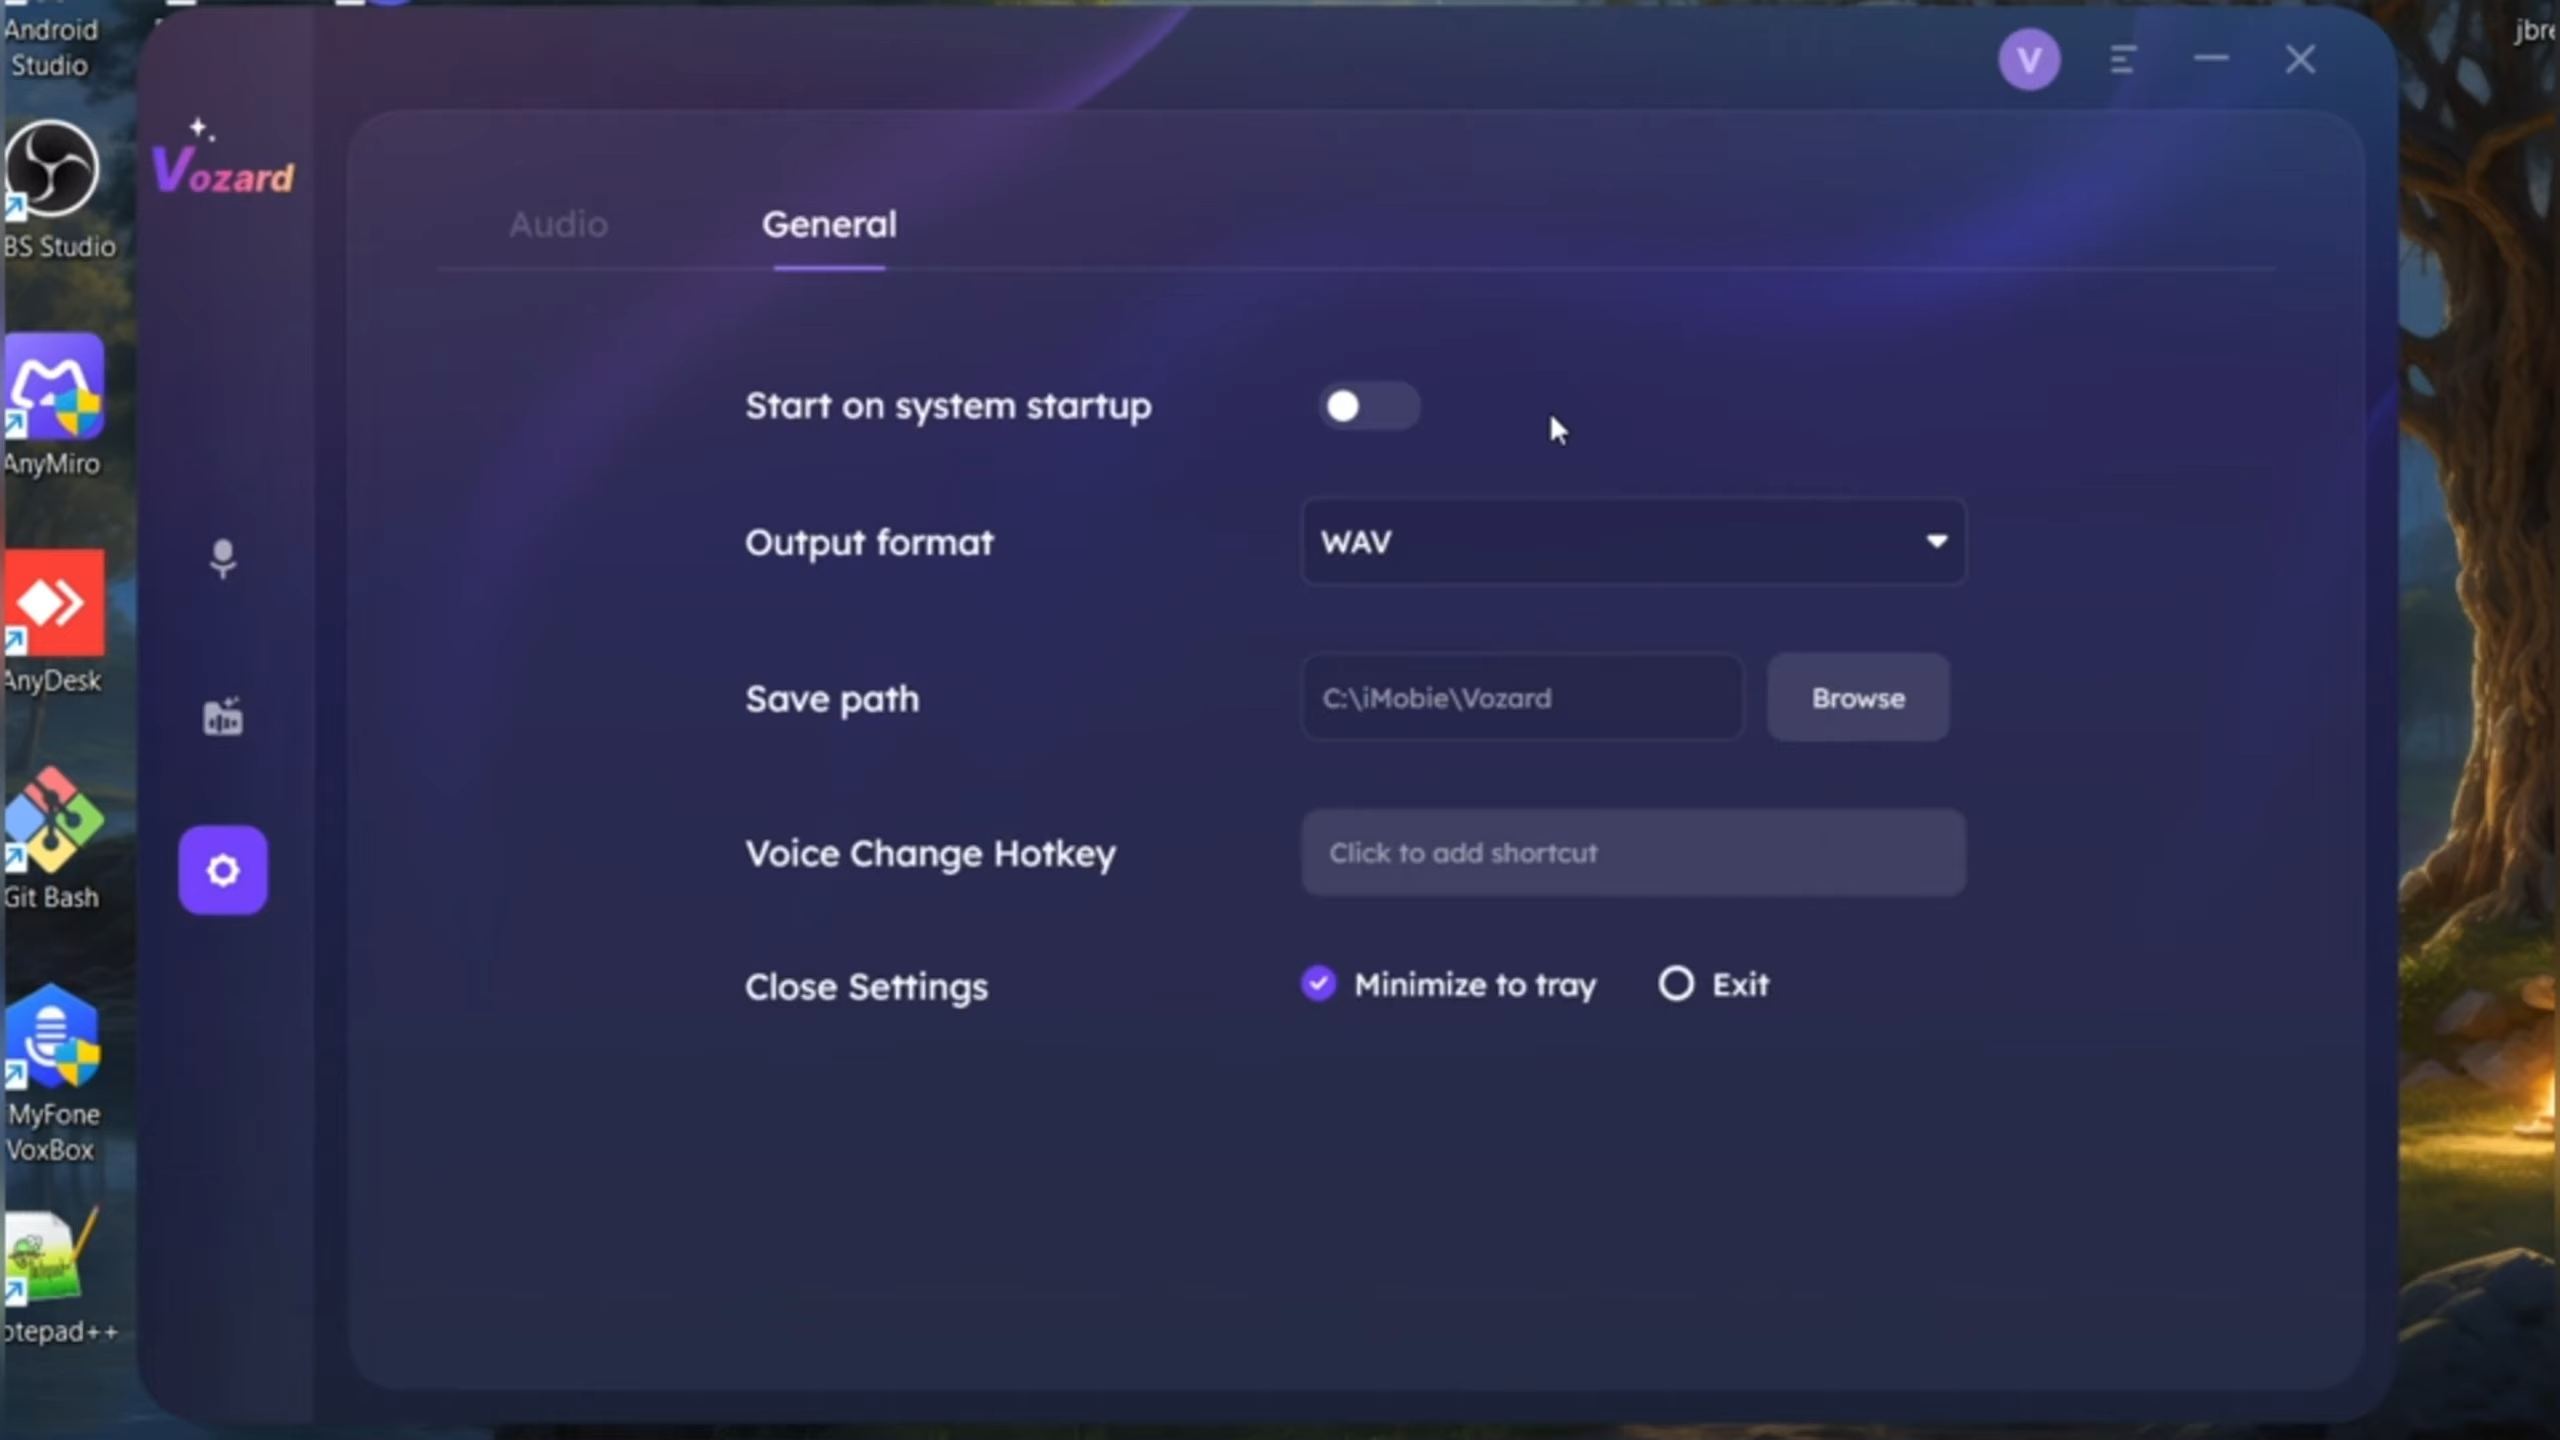 Android
Studio
jbre
Vozard
V
BS Studio
Audio
General
Start on system startup
AnyMiro
Output format
WAV
AnyDesk
Save path
C:\iMobie\Vozard
Browse
Git Bash
Voice Change Hotkey
Click to add shortcut
Close Settings
Minimize to tray
Exit
MyFone
VoxBox
otepad++